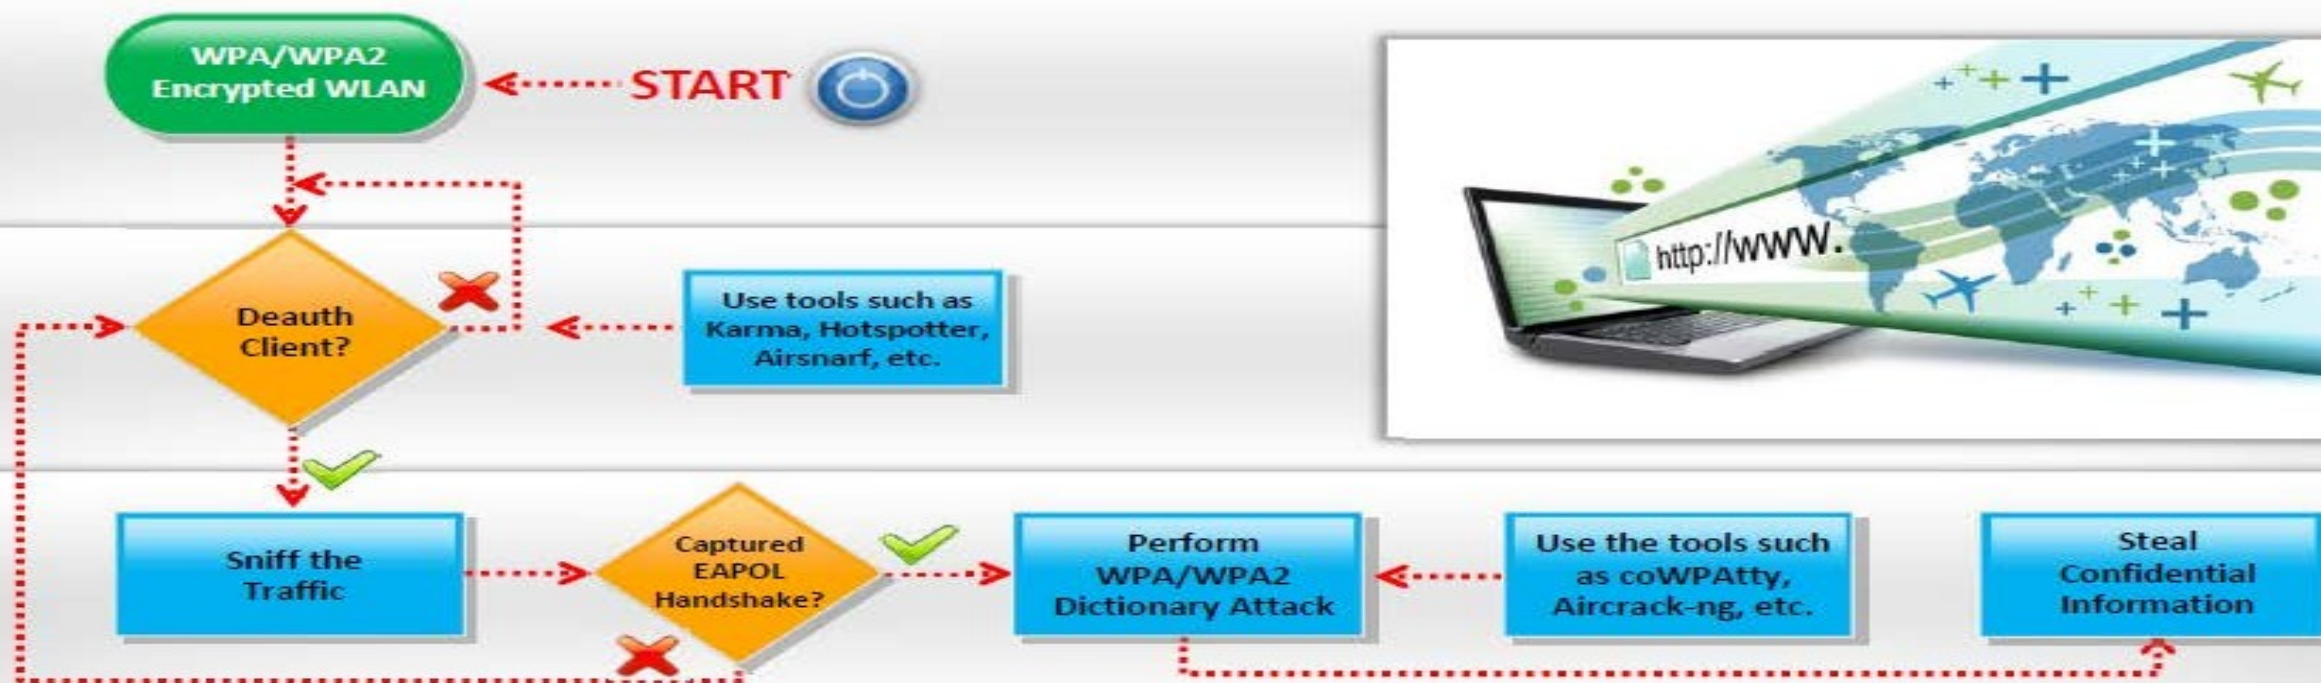 WPA/WPA2
Encrypted WLAN
START
http://www.
Deauth
Client?
Use tools such as
Karma, Hotspotter,
Airsnarf, etc.
Sniff the
Traffic
Captured
EAPOL
Handshake?
Perform
WPA/WPA2
Dictionary Attack
Use the tools such
as coWPAtty,
Aircrack-ng, etc.
Steal
Confidential
Information